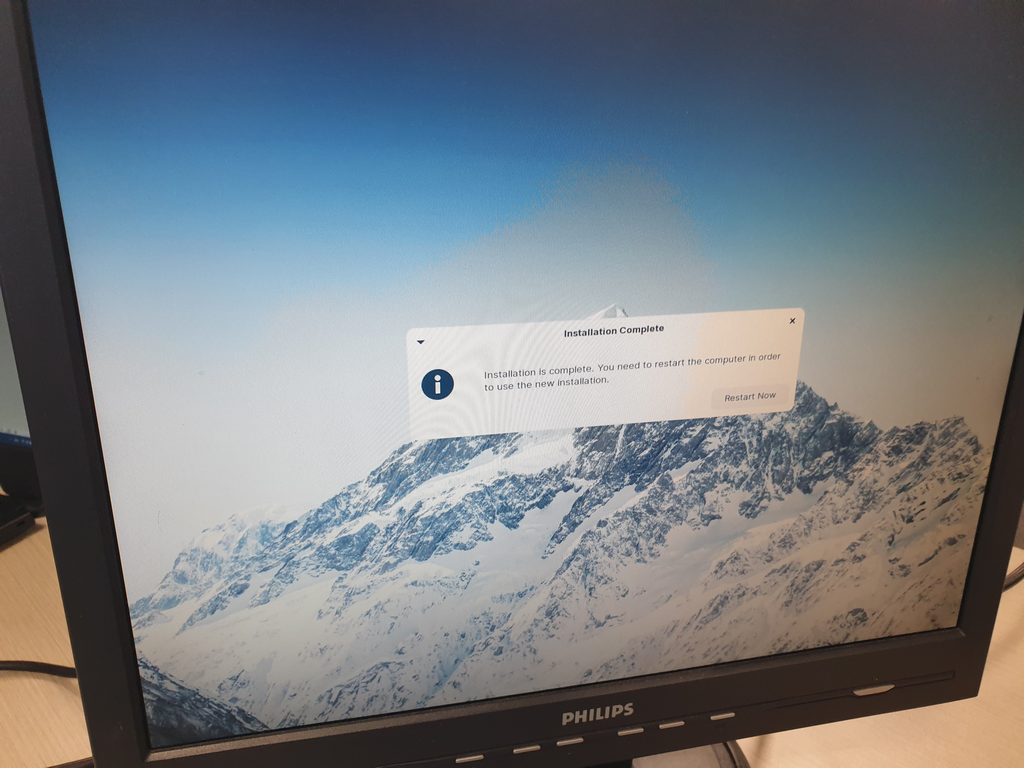 Installation Complete
Installation is complete. You need to restart the computer in order
to use the new installation.
Restart Now
PHILIPS